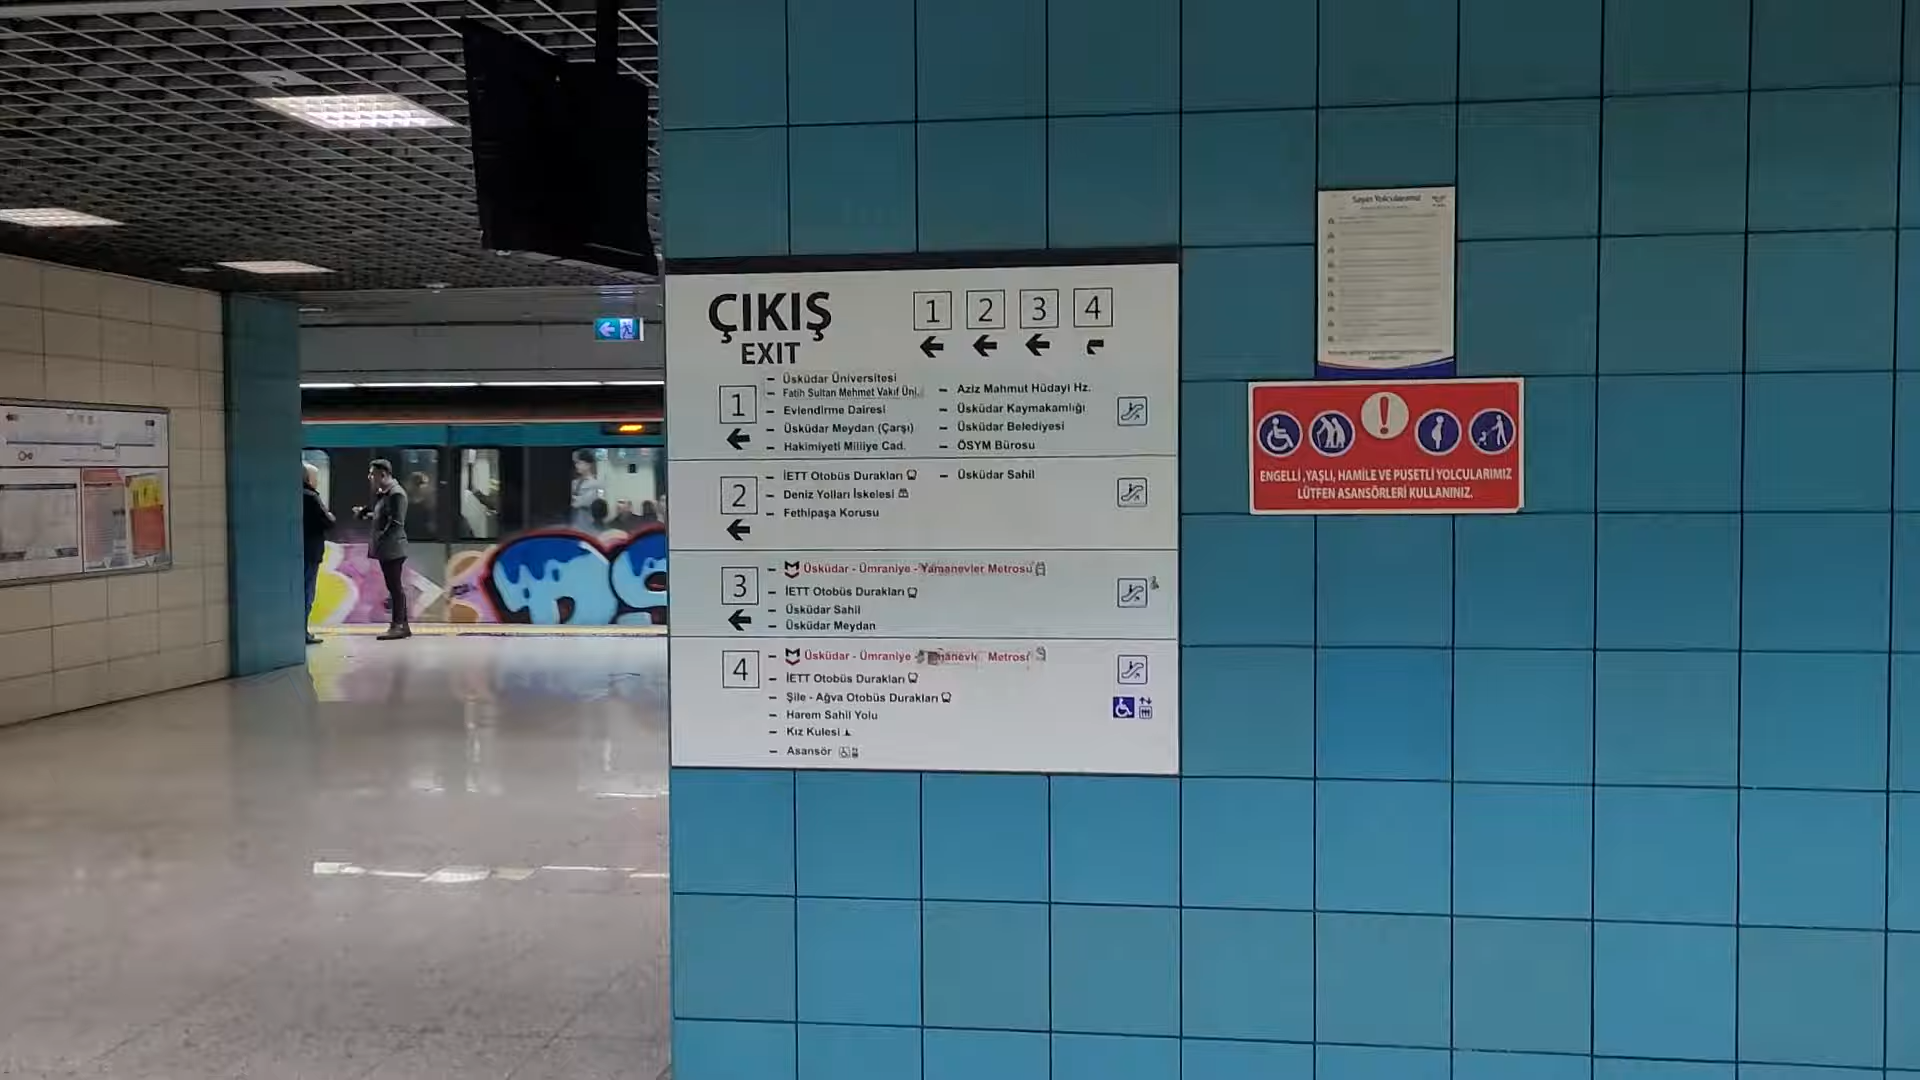 ÇIKIŞ
EXIT
1 2 3 4
1
Üsküdar Üniversitesi
Fatih Sultan Mehmet Vakıf Üni.
Evlendirme Dairesi
Üsküdar Meydan (Çarşı)
Hakimiyeti Milliye Cad.
Aziz Mahmut Hüdayi Hz.
Üsküdar Kaymakamlığı
Üsküdar Belediyesi
ÖSYM Bürosu
2
İETT Otobüs Durakları
Deniz Yolları İskelesi
Fethipaşa Korusu
Üsküdar Sahil
3
Üsküdar - Ümraniye - Yamanevler Metrosu
İETT Otobüs Durakları
Üsküdar Sahil
Üsküdar Meydan
4
Üsküdar - Ümraniye -
İETT Otobüs Durakları
Şile - Ağva Otobüs Durakları
Harem Sahil Yolu
Kız Kulesi
Asansör
Sayın Yolcularımız
ENGELLİ ,YAŞLI, HAMİLE VE PUSETLİ YOLCULARIMIZ
LÜTFEN ASANSÖRLERİ KULLANINIZ.